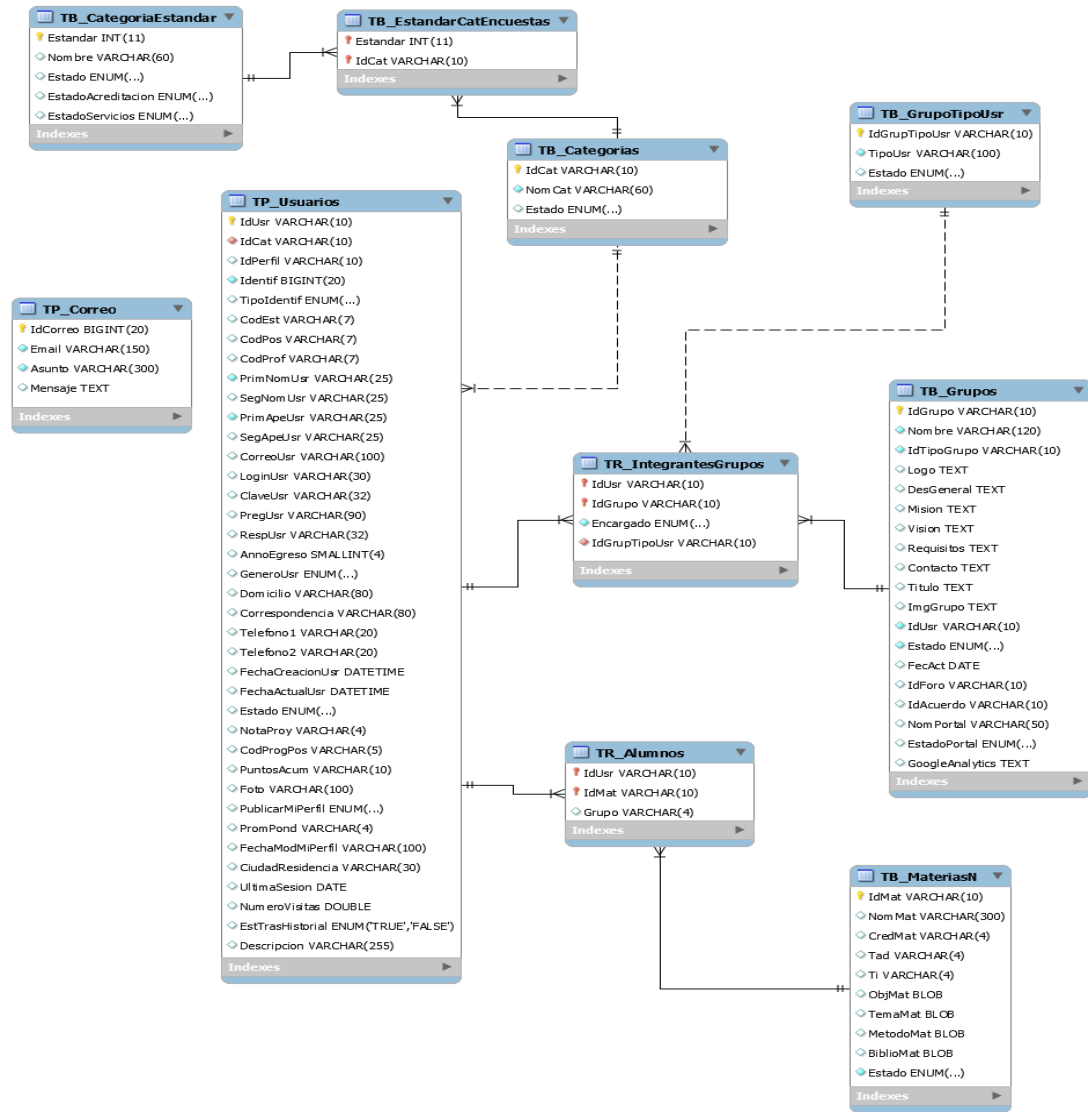 TB_CategoriaEstandar
Estandar INT(11)
Nombre VARCHAR(60)
Estado ENUM(...)
EstadoAcreditacion ENUM(...)
EstadoServicios ENUM(...)
Indexes
TB_EstandarCatEncuestas
Estandar INT(11)
IdCat VARCHAR(10)
Indexes
TB_Categorias
IdCat VARCHAR(10)
NomCat VARCHAR(60)
Estado ENUM(...)
Indexes
TB_GrupoTipoUsr
IdGrupTipoUsr VARCHAR(10)
TipoUsr VARCHAR(100)
Estado ENUM(...)
Indexes
TP_Usuarios
IdUsr VARCHAR(10)
IdCat VARCHAR(10)
IdPerfil VARCHAR(10)
Identif BIGINT(20)
TipoIdentif ENUM(...)
CodEst VARCHAR(7)
CodPos VARCHAR(7)
CodProf VARCHAR(7)
PrimNomUsr VARCHAR(25)
SegNomUsr VARCHAR(25)
PrimApeUsr VARCHAR(25)
SegApeUsr VARCHAR(25)
CorreoUsr VARCHAR(100)
LoginUsr VARCHAR(30)
ClaveUsr VARCHAR(32)
PregUsr VARCHAR(90)
RespUsr VARCHAR(32)
AnnoEgreso SMALLINT(4)
GeneroUsr ENUM(...)
Domicilio VARCHAR(80)
Correspondencia VARCHAR(80)
Telefono1 VARCHAR(20)
Telefono2 VARCHAR(20)
FechaCreacionUsr DATETIME
FechaActualUsr DATETIME
Estado ENUM(...)
NotaProy VARCHAR(4)
CodProgPos VARCHAR(5)
PuntosAcum VARCHAR(10)
Foto VARCHAR(100)
PublicarMiPerfil ENUM(...)
PromPond VARCHAR(4)
FechaModMiPerfil VARCHAR(100)
CiudadResidencia VARCHAR(30)
UltimaSesion DATE
NumeroVisitas DOUBLE
EstTrasHistorial ENUM('TRUE','FALSE')
Descripcion VARCHAR(255)
Indexes
TP_Correo
IdCorreo BIGINT(20)
Email VARCHAR(150)
Asunto VARCHAR(300)
Mensaje TEXT
Indexes
TR_IntegrantesGrupos
IdUsr VARCHAR(10)
IdGrupo VARCHAR(10)
Encargado ENUM(...)
IdGrupTipoUsr VARCHAR(10)
Indexes
TB_Grupos
IdGrupo VARCHAR(10)
Nombre VARCHAR(120)
IdTipoGrupo VARCHAR(10)
Logo TEXT
DesGeneral TEXT
Mision TEXT
Vision TEXT
Requisitos TEXT
Contacto TEXT
Titulo TEXT
ImgGrupo TEXT
IdUsr VARCHAR(10)
Estado ENUM(...)
FecAct DATE
IdForo VARCHAR(10)
IdAcuerdo VARCHAR(10)
NomPortal VARCHAR(50)
EstadoPortal ENUM(...)
GoogleAnalytics TEXT
Indexes
TR_Alumnos
IdUsr VARCHAR(10)
IdMat VARCHAR(10)
Grupo VARCHAR(4)
Indexes
TB_MateriasN
IdMat VARCHAR(10)
NomMat VARCHAR(300)
CredMat VARCHAR(4)
Tad VARCHAR(4)
Ti VARCHAR(4)
ObjMat BLOB
TemaMat BLOB
MetodoMat BLOB
BiblioMat BLOB
Estado ENUM(...)
Indexes